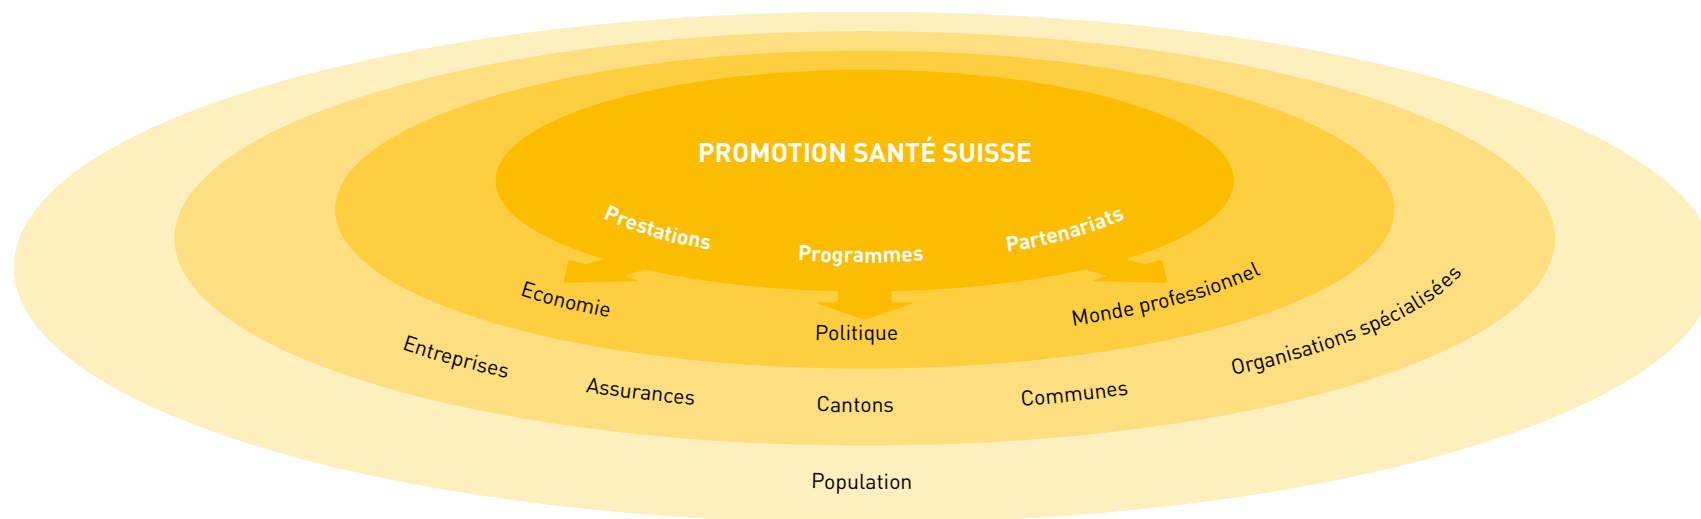 PROMOTION SANTÉ SUISSE
Prestations
Programmes
Partenariats
Economie
Politique
Monde professionnel
Entreprises
Assurances
Cantons
Communes
Organisations spécialisées
Population